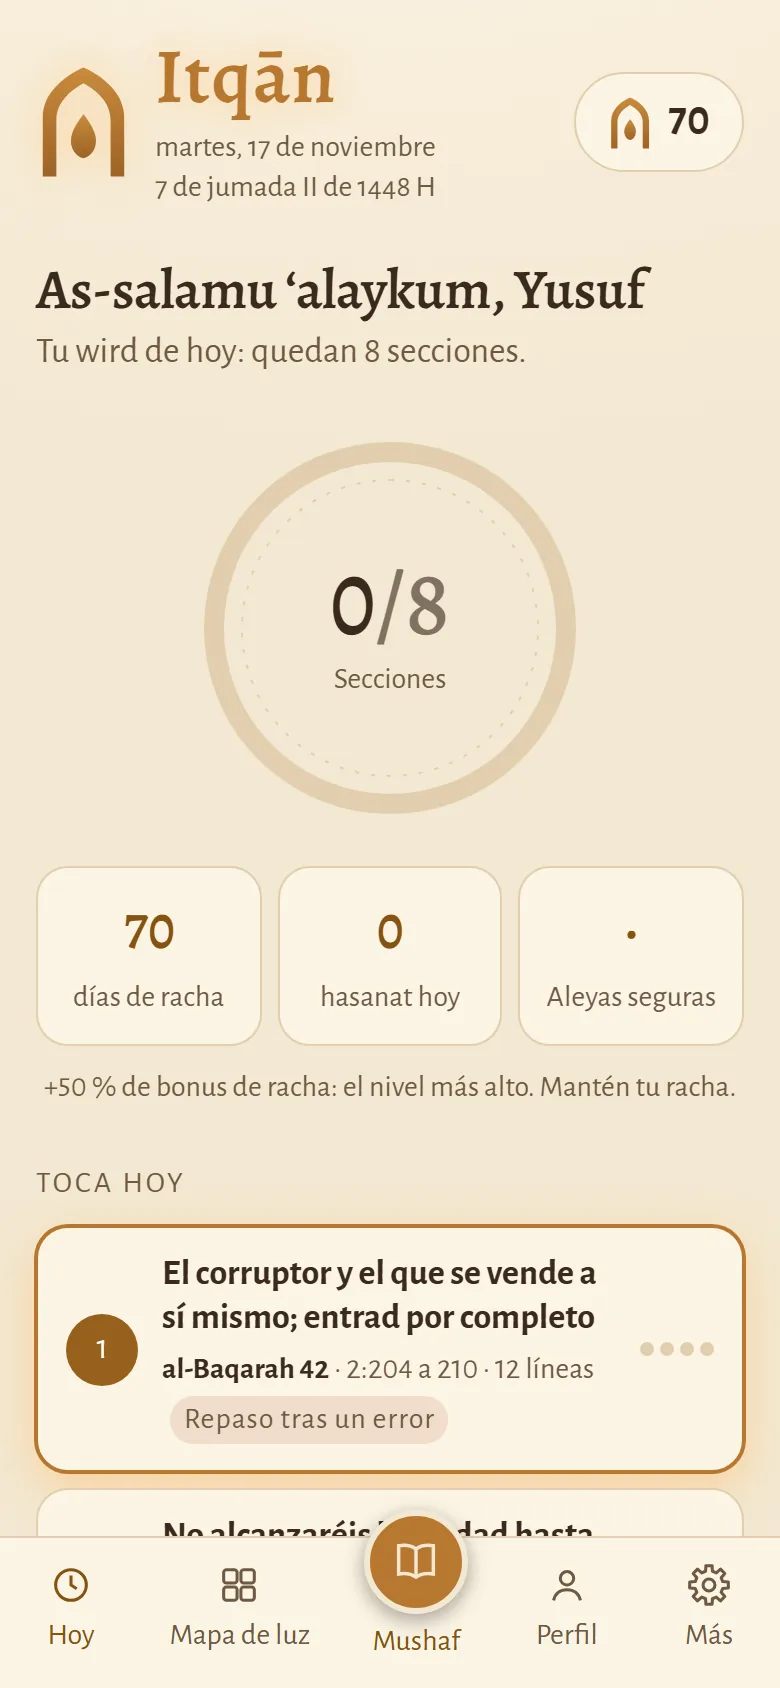 Itqān
martes, 17 de noviembre
7 de jumada II de 1448 H
70
As-salamu ‘alaykum, Yusuf
Tu wird de hoy: quedan 8 secciones.
0/8
Secciones
70
días de racha
0
hasanat hoy
·
Aleyas seguras
+50 % de bonus de racha: el nivel más alto. Mantén tu racha.
TOCA HOY
1
El corruptor y el que se vende a
sí mismo; entrad por completo
al-Baqarah 42 · 2:204 a 210 · 12 líneas
Repaso tras un error
No alcanzaréis hasta
Hoy
Mapa de luz
Mushaf
Perfil
Más